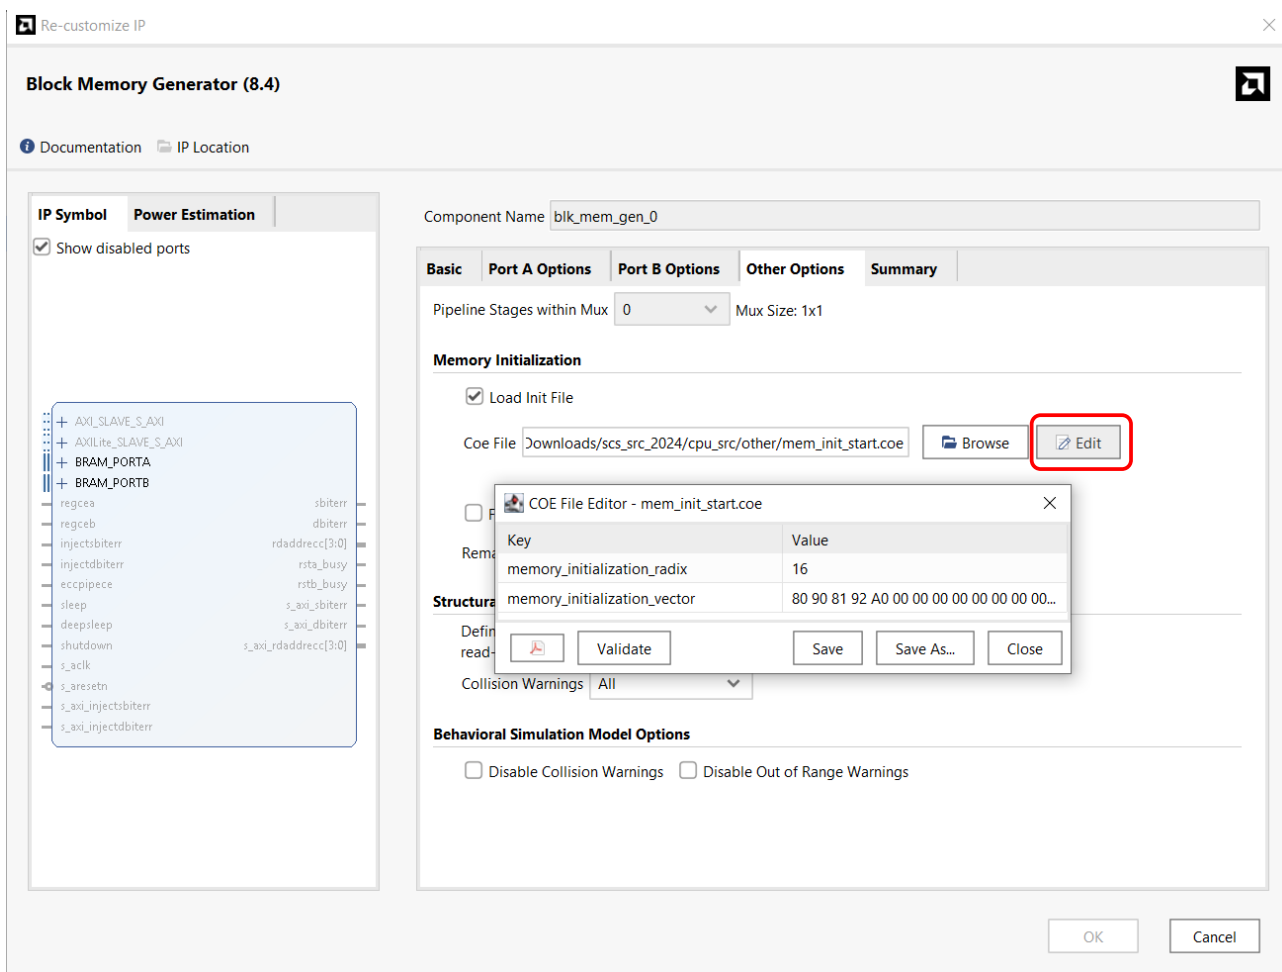 Re-customize IP
Block Memory Generator (8.4)
Documentation IP Location
IP Symbol Power Estimation
Show disabled ports
AXI_SLAVE_S_AXI
AXILite_SLAVE_S_AXI
BRAM_PORTA
BRAM_PORTB
regcea sbiterr
regceb dbiterr
injectsbiterr rdaddrecc[3:0]
injectdbiterr rsta_busy
eccpipece rstb_busy
sleep s_axi_sbiterr
deepsleep s_axi_dbiterr
shutdown s_axi_rdaddrecc[3:0]
s_aclk
s_aresetn
s_axi_injectsbiterr
s_axi_injectdbiterr
Component Name blk_mem_gen_0
Basic Port A Options Port B Options Other Options Summary
Pipeline Stages within Mux 0 Mux Size: 1x1
Memory Initialization
Load Init File
Coe File Downloads/scs_src_2024/cpu_src/other/mem_init_start.coe Browse Edit
COE File Editor - mem_init_start.coe
Key Value
memory_initialization_radix 16
memory_initialization_vector 80 90 81 92 A0 00 00 00 00 00 00 00 00...
Validate Save Save As... Close
Rema
Structura
Defin
read-
Collision Warnings All
Behavioral Simulation Model Options
Disable Collision Warnings Disable Out of Range Warnings
OK Cancel